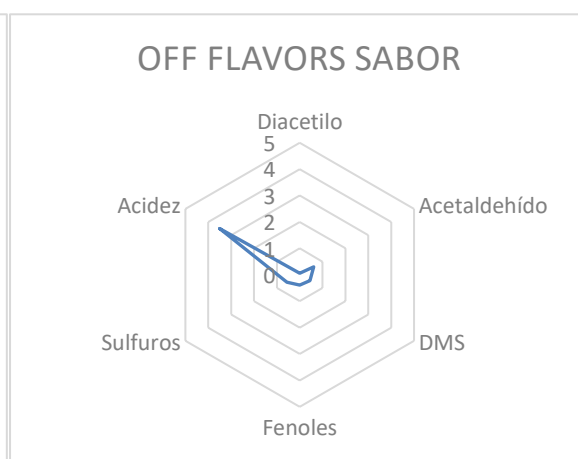 OFF FLAVORS SABOR
Diacetilo
5
4
Acidez
3
Acetaldehído
2
1
0
Sulfuros
DMS
Fenoles